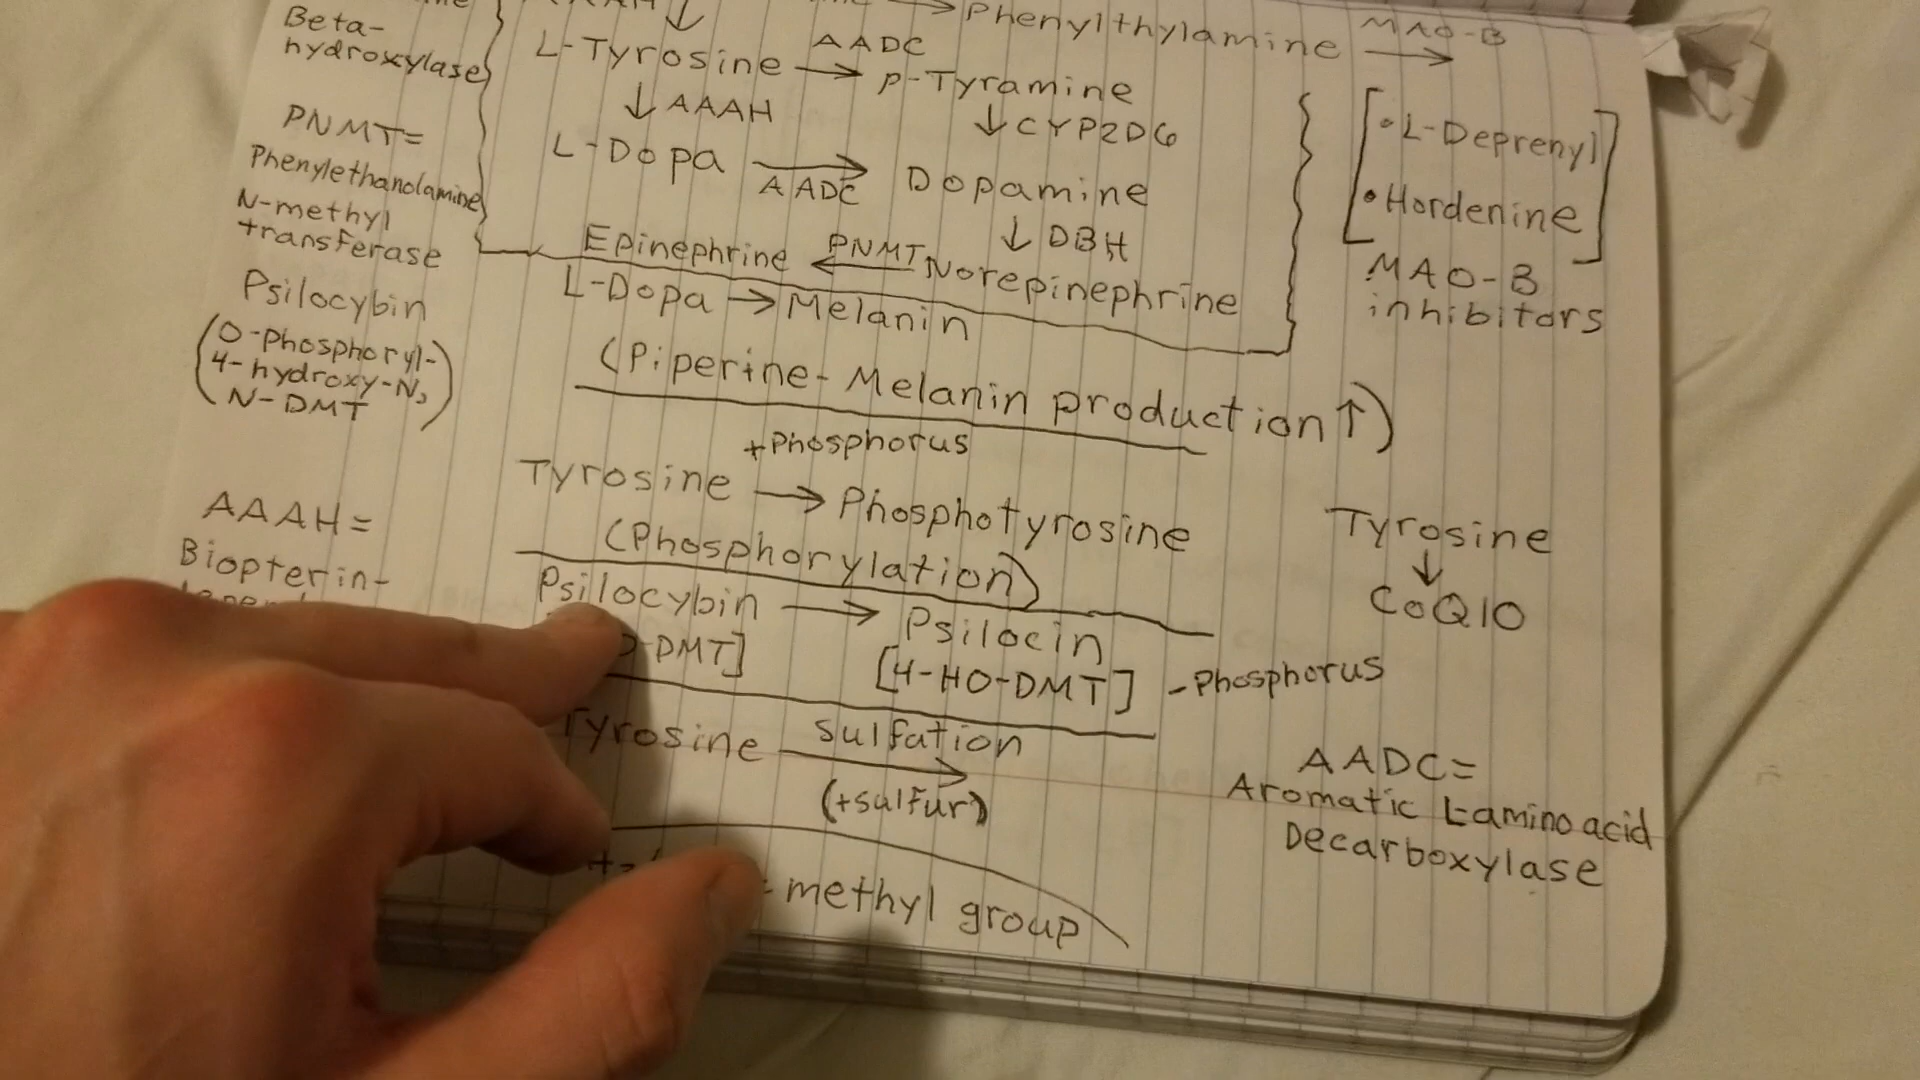 Beta-
hydroxylase
PNMT=
Phenylethanolamine
N-methyl
transferase
Psilocybin
(O-Phosphoryl-
4-hydroxy-N,
N-DMT)
AAAH=
Biopterin-
→ Phenylthylamine MAO-B →
L-Tyrosine AADC → p-Tyramine
↓ AAAH ↓ CYP2D6
L-Dopa → AADC Dopamine
↓ DBH
Epinephrine PNMT ← Norepinephrine
L-Dopa → Melanin
(Piperine-Melanin production ↑)
+Phosphorus
Tyrosine → Phosphotyrosine
(Phosphorylation)
Psilocybin → Psilocin
-DMT] [4-HO-DMT] -Phosphorus
Tyrosine sulfation →
(+sulfur)
= methyl group
[•L-Deprenyl
•Hordenine]
MAO-B
inhibitors
Tyrosine
↓
CoQ10
AADC=
Aromatic L-amino acid
Decarboxylase